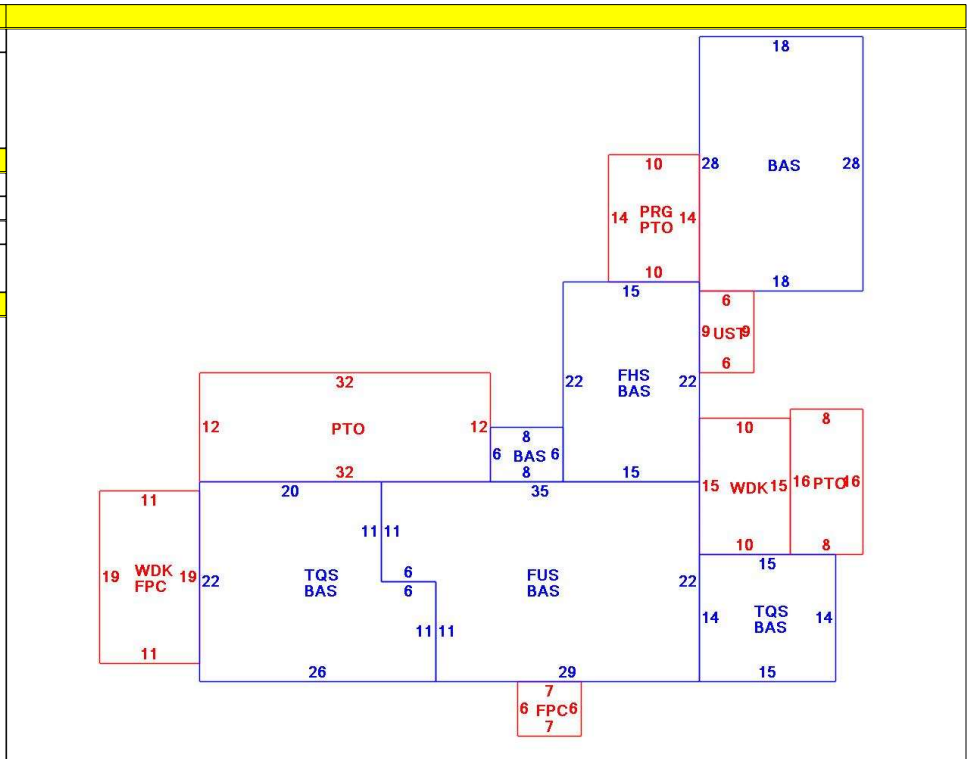 18
28 BAS 28
18
10
14 PRG 14
PTO
10
15
22 FHS 22
BAS
15
6
9 UST 9
6
32
12 PTO 12
32
8
6 BAS 6
8
10
15 WDK 15
10
8
16 PTO 16
8
11
19 WDK 19
FPC
11
20
11
22 TQS
BAS
6
11
26
35
11
6
FUS 22
BAS
11
29
15
14 TQS 14
BAS
15
7
6 FPC 6
7